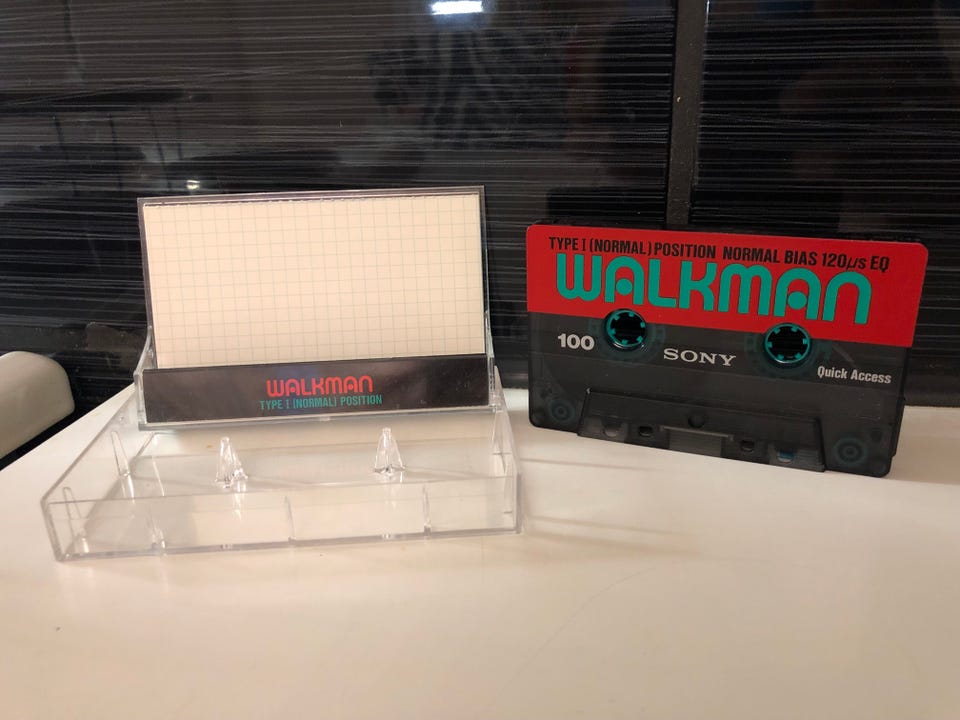 WALKMAN
TYPE I (NORMAL) POSITION
TYPE I (NORMAL) POSITION NORMAL BIAS 120μs EQ
WALKMAN
100
SONY
Quick Access